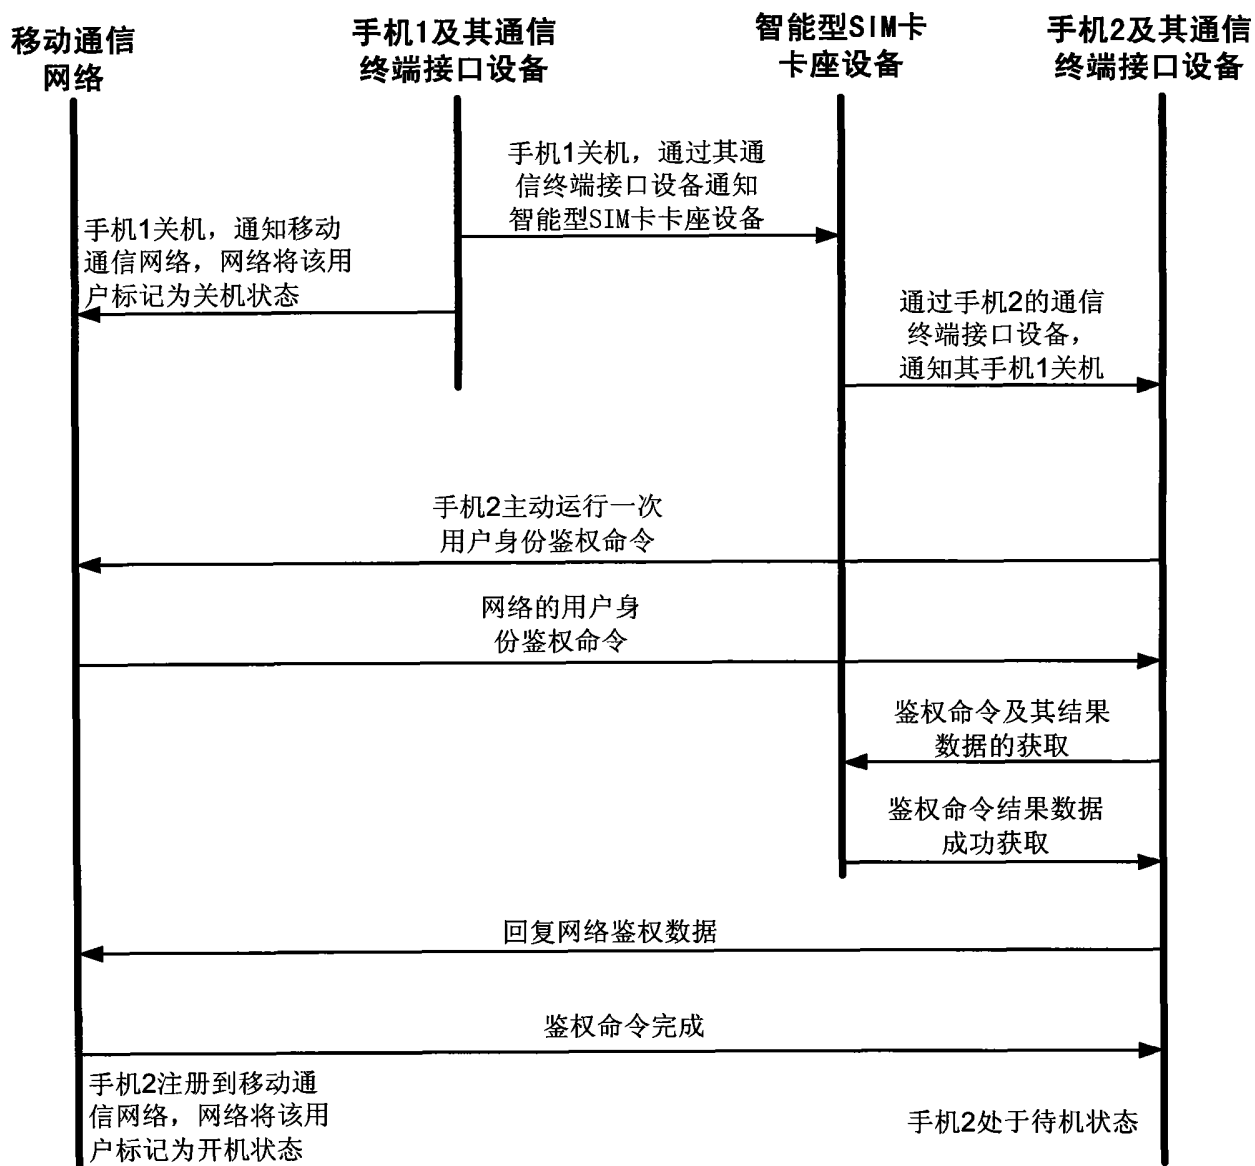 移动通信
网络
手机1及其通信
终端接口设备
智能型SIM卡
卡座设备
手机2及其通信
终端接口设备
手机1关机，通过其通
信终端接口设备通知
智能型SIM卡卡座设备
手机1关机，通知移动
通信网络，网络将该用
户标记为关机状态
通过手机2的通信
终端接口设备，
通知其手机1关机
手机2主动运行一次
用户身份鉴权命令
网络的用户身
份鉴权命令
鉴权命令及其结果
数据的获取
鉴权命令结果数据
成功获取
回复网络鉴权数据
鉴权命令完成
手机2注册到移动通
信网络，网络将该用
户标记为开机状态
手机2处于待机状态